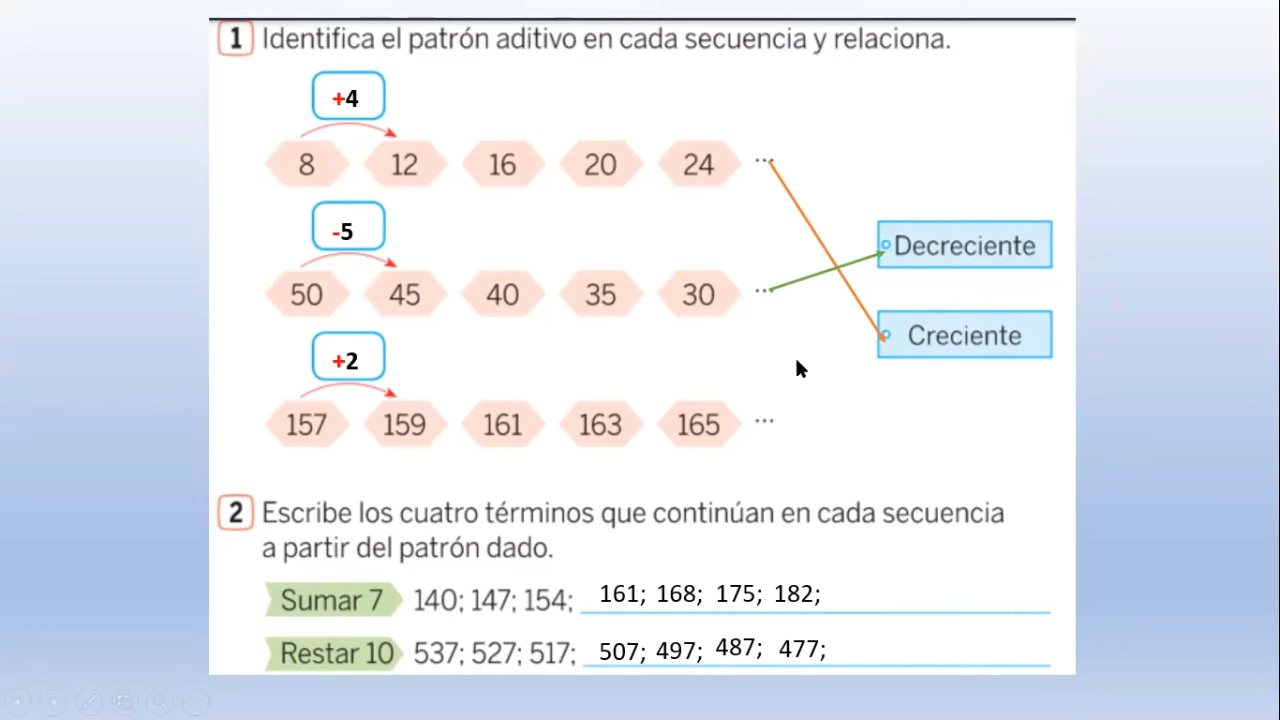 1 Identifica el patrón aditivo en cada secuencia y relaciona.
+4
8 12 16 20 24 ...
-5
Decreciente
50 45 40 35 30 ...
Creciente
+2
157 159 161 163 165 ...
2 Escribe los cuatro términos que continúan en cada secuencia
a partir del patrón dado.
Sumar 7 140; 147; 154; 161; 168; 175; 182;
Restar 10 537; 527; 517; 507; 497; 487; 477;